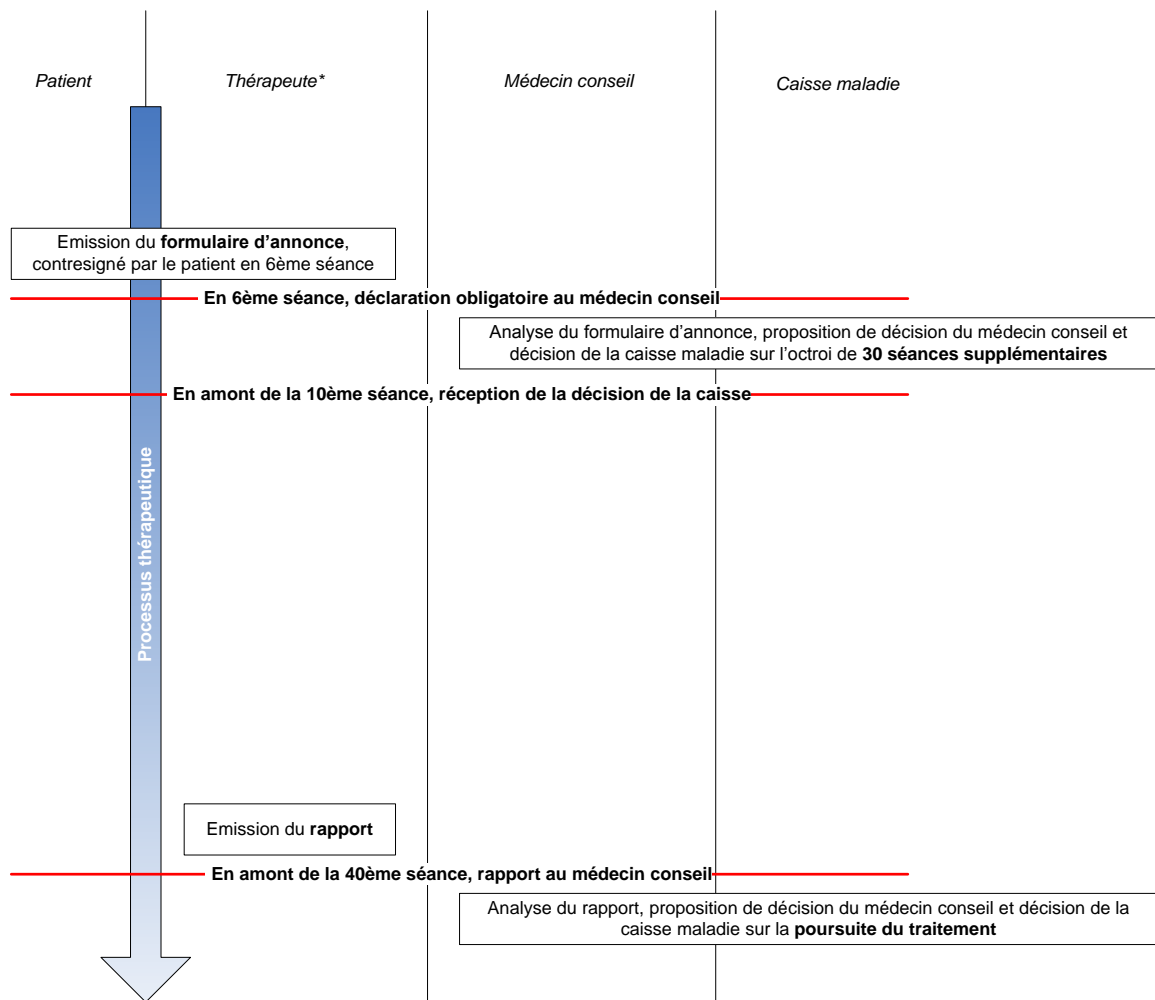 Patient
Thérapeute*
Médecin conseil
Caisse maladie
Emission du formulaire d'annonce,
contresigné par le patient en 6ème séance
En 6ème séance, déclaration obligatoire au médecin conseil
Analyse du formulaire d'annonce, proposition de décision du médecin conseil et
décision de la caisse maladie sur l'octroi de 30 séances supplémentaires
En amont de la 10ème séance, réception de la décision de la caisse
Processus thérapeutique
Emission du rapport
En amont de la 40ème séance, rapport au médecin conseil
Analyse du rapport, proposition de décision du médecin conseil et décision de la
caisse maladie sur la poursuite du traitement